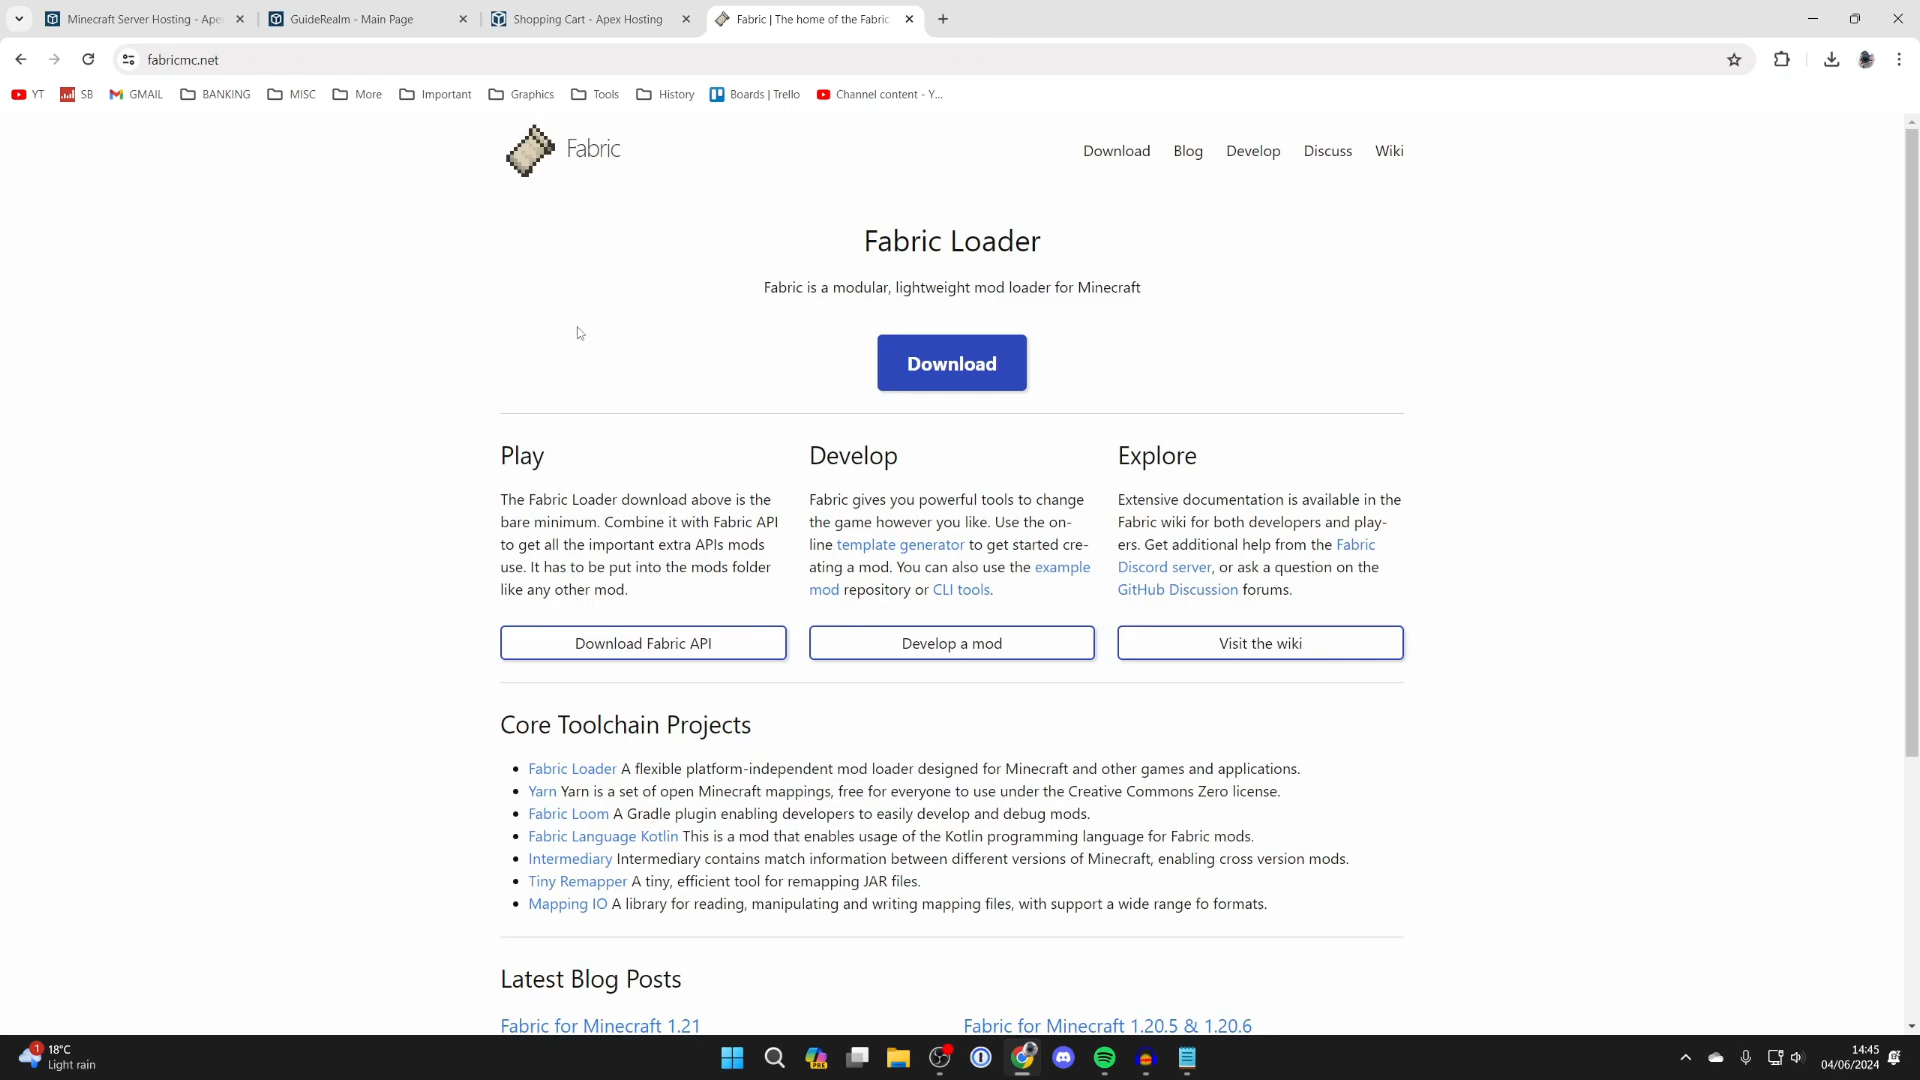 Minecraft Server Hosting - Ape
GuideRealm - Main Page
Shopping Cart - Apex Hosting
Fabric | The home of the Fabric
fabricmc.net
YT
SB
GMAIL
BANKING
MISC
More
Important
Graphics
Tools
History
Boards | Trello
Channel content - Y...
Fabric
Download
Blog
Develop
Discuss
Wiki
Fabric Loader
Fabric is a modular, lightweight mod loader for Minecraft
Download
Play
The Fabric Loader download above is the
bare minimum. Combine it with Fabric API
to get all the important extra APIs mods
use. It has to be put into the mods folder
like any other mod.
Download Fabric API
Develop
Fabric gives you powerful tools to change
the game however you like. Use the on-
line template generator to get started cre-
ating a mod. You can also use the example
mod repository or CLI tools.
Develop a mod
Explore
Extensive documentation is available in the
Fabric wiki for both developers and play-
ers. Get additional help from the Fabric
Discord server, or ask a question on the
GitHub Discussion forums.
Visit the wiki
Core Toolchain Projects
Fabric Loader A flexible platform-independent mod loader designed for Minecraft and other games and applications.
Yarn Yarn is a set of open Minecraft mappings, free for everyone to use under the Creative Commons Zero license.
Fabric Loom A Gradle plugin enabling developers to easily develop and debug mods.
Fabric Language Kotlin This is a mod that enables usage of the Kotlin programming language for Fabric mods.
Intermediary Intermediary contains match information between different versions of Minecraft, enabling cross version mods.
Tiny Remapper A tiny, efficient tool for remapping JAR files.
Mapping IO A library for reading, manipulating and writing mapping files, with support a wide range fo formats.
Latest Blog Posts
Fabric for Minecraft 1.21
Fabric for Minecraft 1.20.5 & 1.20.6
1
18°C
Light rain
PRE
14:45
04/06/2024